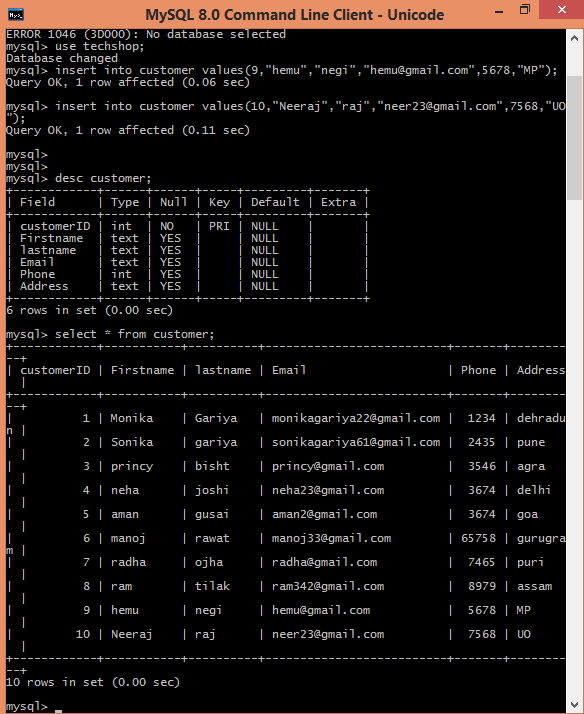 MySQL 8.0 Command Line Client - Unicode
ERROR 1046 (3D000): No database selected
mysql> use techshop;
Database changed
mysql> insert into customer values(9,"hemu","negi","hemu@gmail.com",5678,"MP");
Query OK, 1 row affected (0.06 sec)
mysql> insert into customer values(10,"Neeraj","raj","neer23@gmail.com",7568,"UO
");
Query OK, 1 row affected (0.11 sec)
mysql>
mysql>
mysql> desc customer;
+------------+------+------+-----+---------+-------+
| Field      | Type | Null | Key | Default | Extra |
+------------+------+------+-----+---------+-------+
| customerID | int  | NO   | PRI | NULL    |       |
| Firstname  | text | YES  |     | NULL    |       |
| lastname   | text | YES  |     | NULL    |       |
| Email      | text | YES  |     | NULL    |       |
| Phone      | int  | YES  |     | NULL    |       |
| Address    | text | YES  |     | NULL    |       |
+------------+------+------+-----+---------+-------+
6 rows in set (0.00 sec)
mysql> select * from customer;
+------------+-----------+----------+--------------------------+-------+--------
--+
| customerID | Firstname | lastname | Email                    | Phone | Address
  |
+------------+-----------+----------+--------------------------+-------+--------
--+
|          1 | Monika    | Gariya   | monikagariya22@gmail.com |  1234 | dehradu
n |
|          2 | Sonika    | gariya   | sonikagariya61@gmail.com |  2435 | pune
  |
|          3 | princy    | bisht    | princy@gmail.com         |  3546 | agra
  |
|          4 | neha      | joshi    | neha23@gmail.com         |  3674 | delhi
  |
|          5 | aman      | gusai    | aman2@gmail.com          |  3674 | goa
  |
|          6 | manoj     | rawat    | manoj33@gmail.com        | 65758 | gurugra
m |
|          7 | radha     | ojha     | radha@gmail.com          |  7465 | puri
  |
|          8 | ram       | tilak    | ram342@gmail.com         |  8979 | assam
  |
|          9 | hemu      | negi     | hemu@gmail.com           |  5678 | MP
  |
|         10 | Neeraj    | raj      | neer23@gmail.com         |  7568 | UO
  |
+------------+-----------+----------+--------------------------+-------+--------
--+
10 rows in set (0.00 sec)
mysql> _